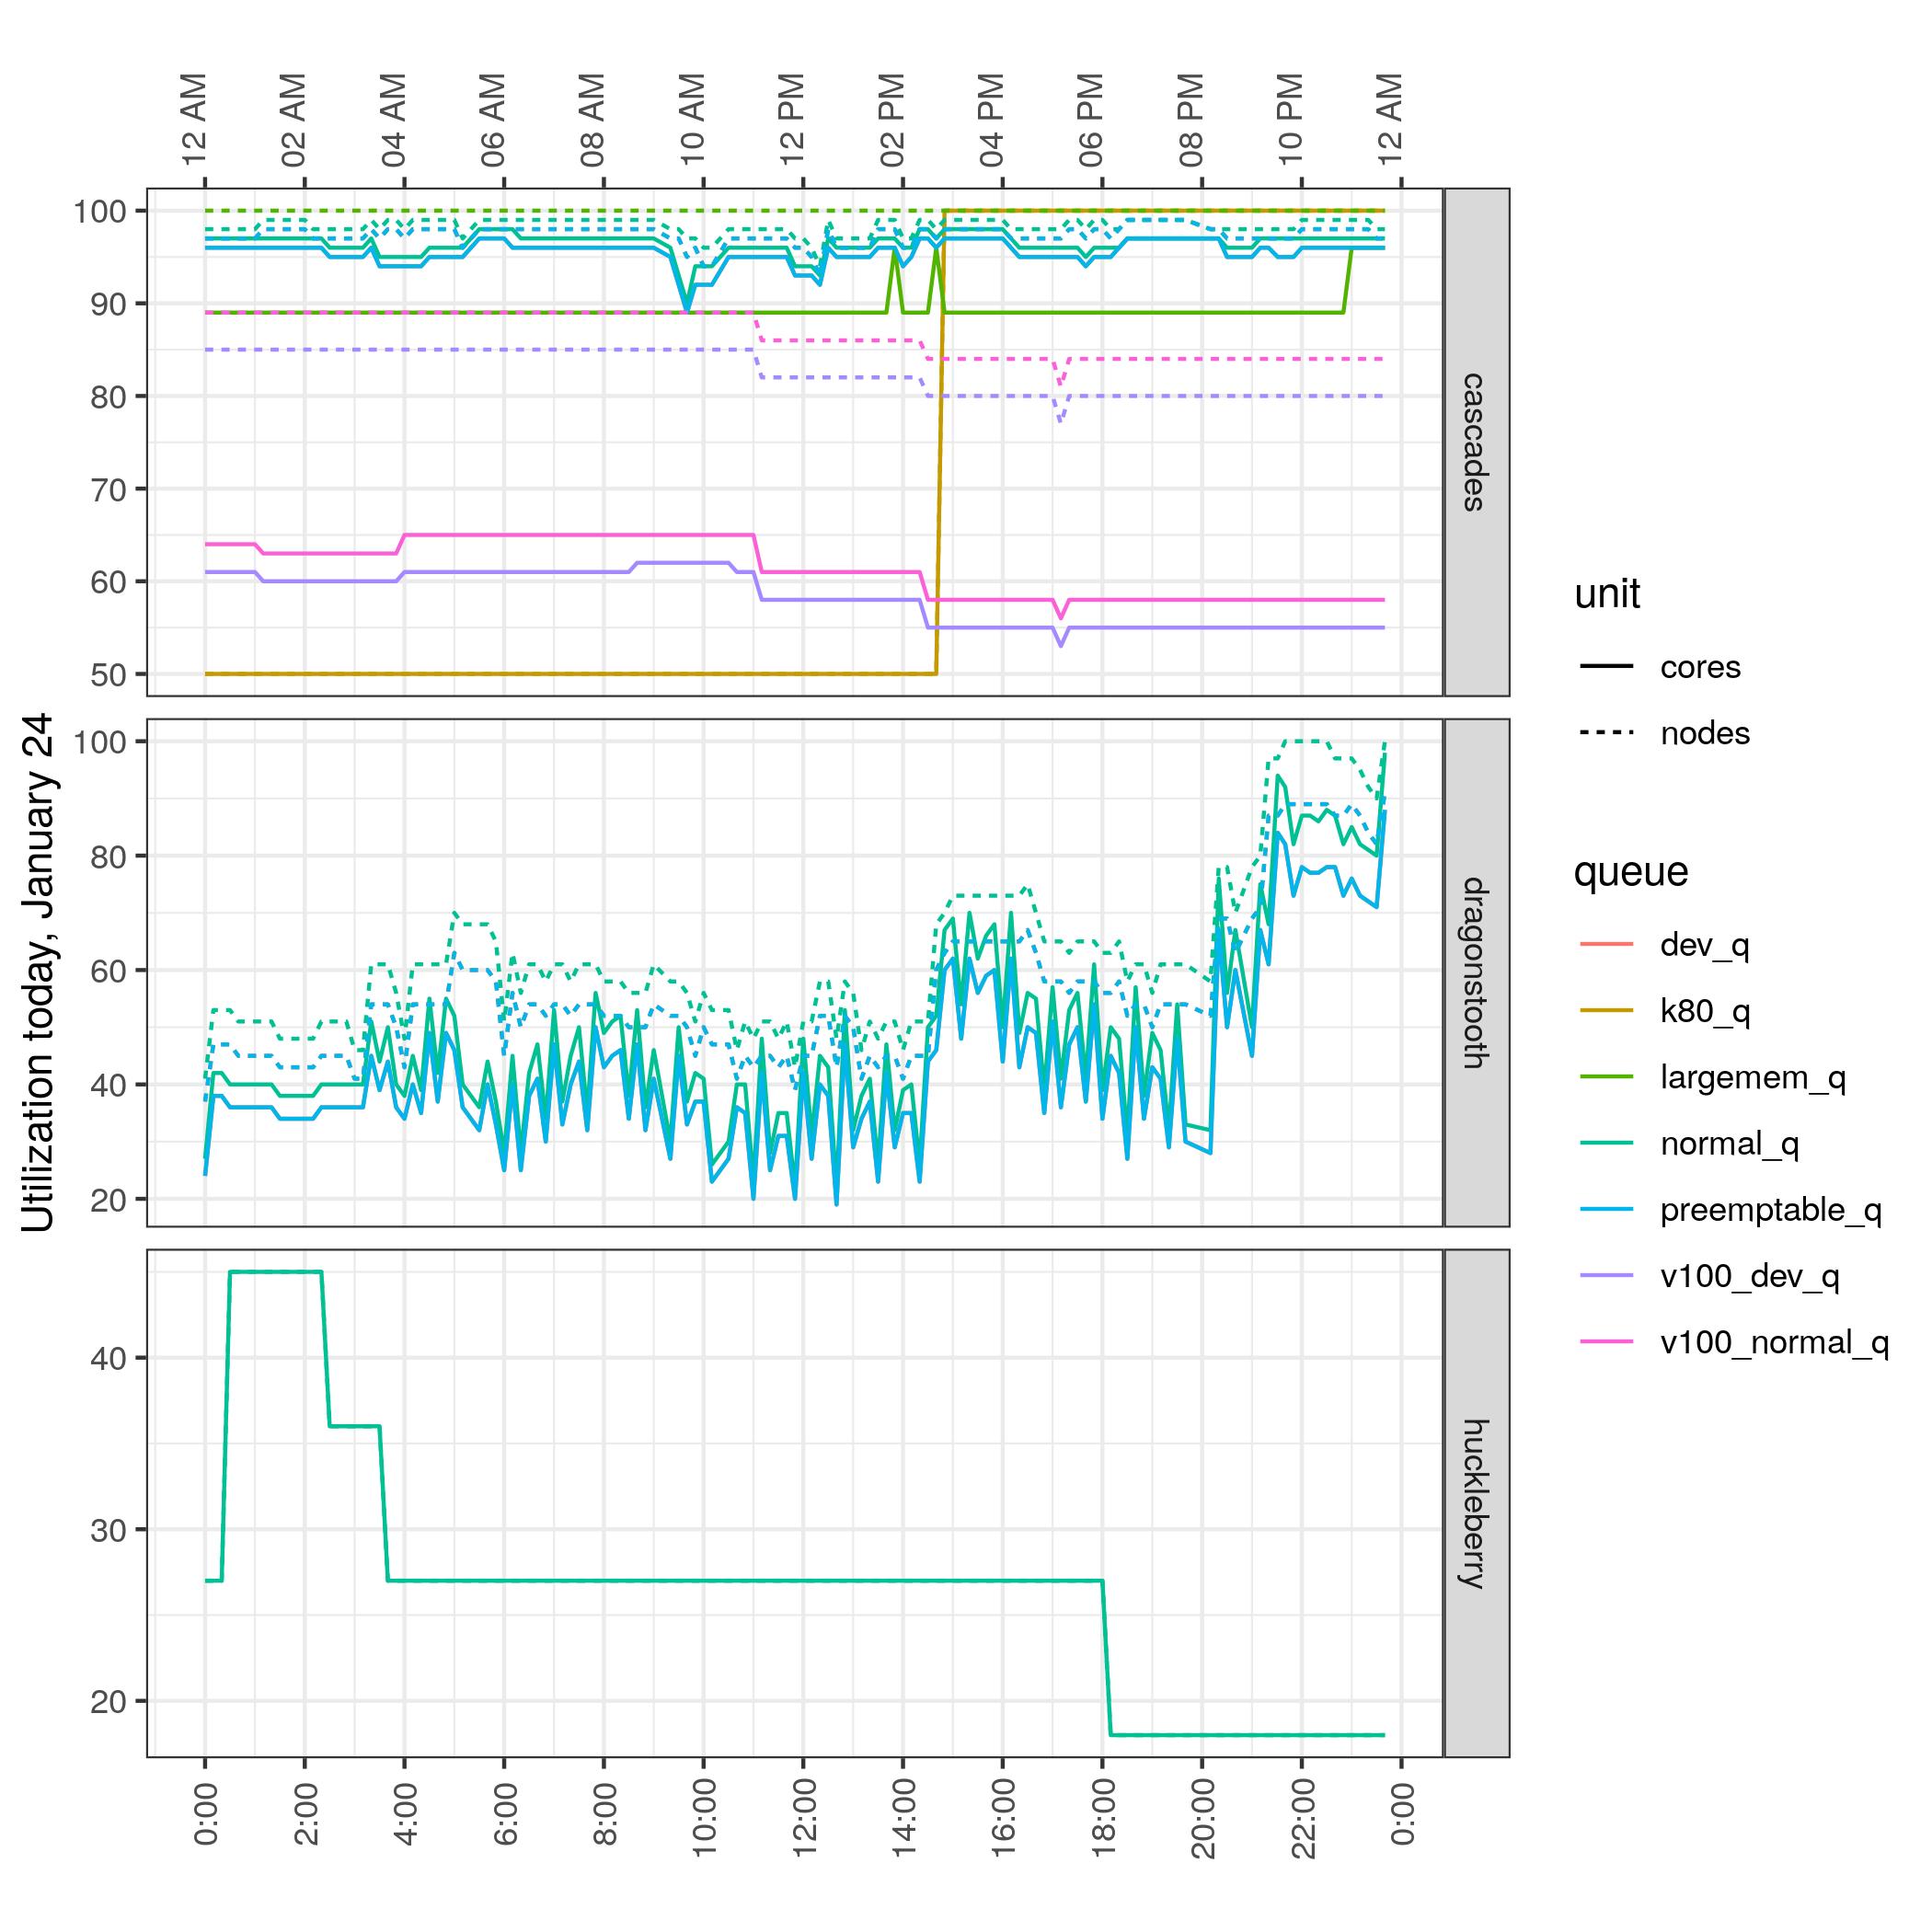 12 AM
02 AM
04 AM
06 AM
08 AM
10 AM
12 PM
02 PM
04 PM
06 PM
08 PM
10 PM
12 AM
Utilization today, January 24
100
90
80
70
60
50
cascades
100
80
60
40
20
dragonstooth
40
30
20
huckleberry
0:00
2:00
4:00
6:00
8:00
10:00
12:00
14:00
16:00
18:00
20:00
22:00
0:00
unit
cores
nodes
queue
dev_q
k80_q
largemem_q
normal_q
preemptable_q
v100_dev_q
v100_normal_q